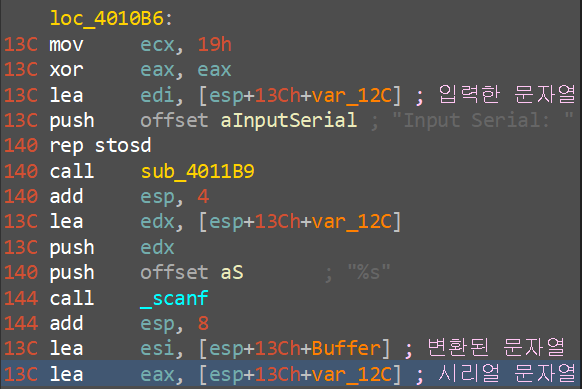 loc_4010B6:
13C mov ecx, 19h
13C xor eax, eax
13C lea edi, [esp+13Ch+var_12C] ; 입력한 문자열
13C push offset aInputSerial ; "Input Serial: "
140 rep stosd
140 call sub_4011B9
140 add esp, 4
13C lea edx, [esp+13Ch+var_12C]
13C push edx
140 push offset aS ; "%s"
144 call _scanf
144 add esp, 8
13C lea esi, [esp+13Ch+Buffer] ; 변환된 문자열
13C lea eax, [esp+13Ch+var_12C] ; 시리얼 문자열